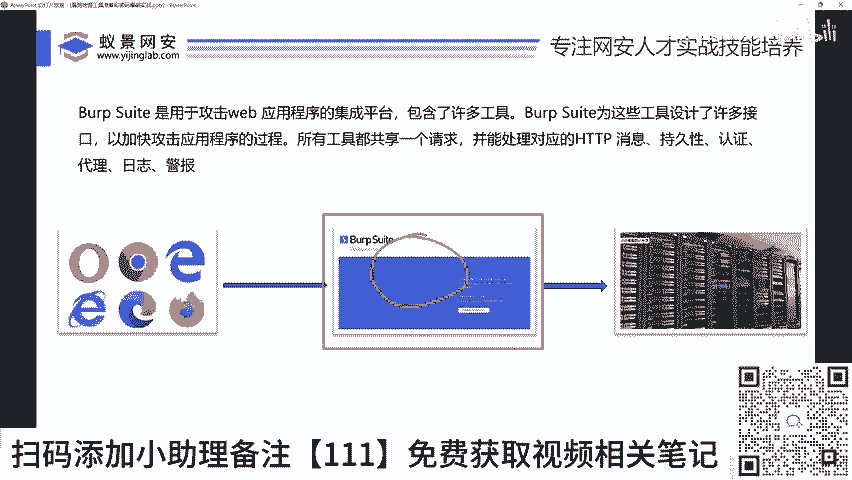 蚁景网安
www.yijinglab.com
专注网安人才实战技能培养
Burp Suite 是用于攻击web 应用程序的集成平台，包含了许多工具。Burp Suite为这些工具设计了许多接
口，以加快攻击应用程序的过程。所有工具都共享一个请求，并能处理对应的HTTP 消息、持久性、认证、
代理、日志、警报
Burp Suite
扫码添加小助理备注【111】免费获取视频相关笔记